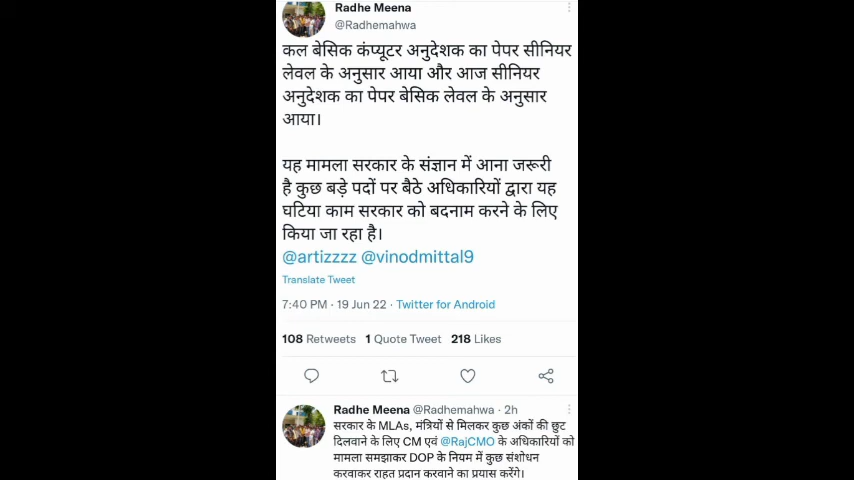 Radhe Meena
@Radhemahwa
कल बेसिक कंप्यूटर अनुदेशक का पेपर सीनियर
लेवल के अनुसार आया और आज सीनियर
अनुदेशक का पेपर बेसिक लेवल के अनुसार
आया।
यह मामला सरकार के संज्ञान में आना जरूरी
है कुछ बड़े पदों पर बैठे अधिकारियों द्वारा यह
घटिया काम सरकार को बदनाम करने के लिए
किया जा रहा है।
@artizzzz @vinodmittal9
Translate Tweet
7:40 PM · 19 Jun 22 · Twitter for Android
108 Retweets 1 Quote Tweet 218 Likes
Radhe Meena @Radhemahwa · 2h
सरकार के MLAs, मंत्रियों से मिलकर कुछ अंकों की छुट
दिलवाने के लिए CM एवं @RajCMO के अधिकारियों को
मामला समझाकर DOP के नियम में कुछ संशोधन
करवाकर राहत प्रदान करवाने का प्रयास करेंगे।